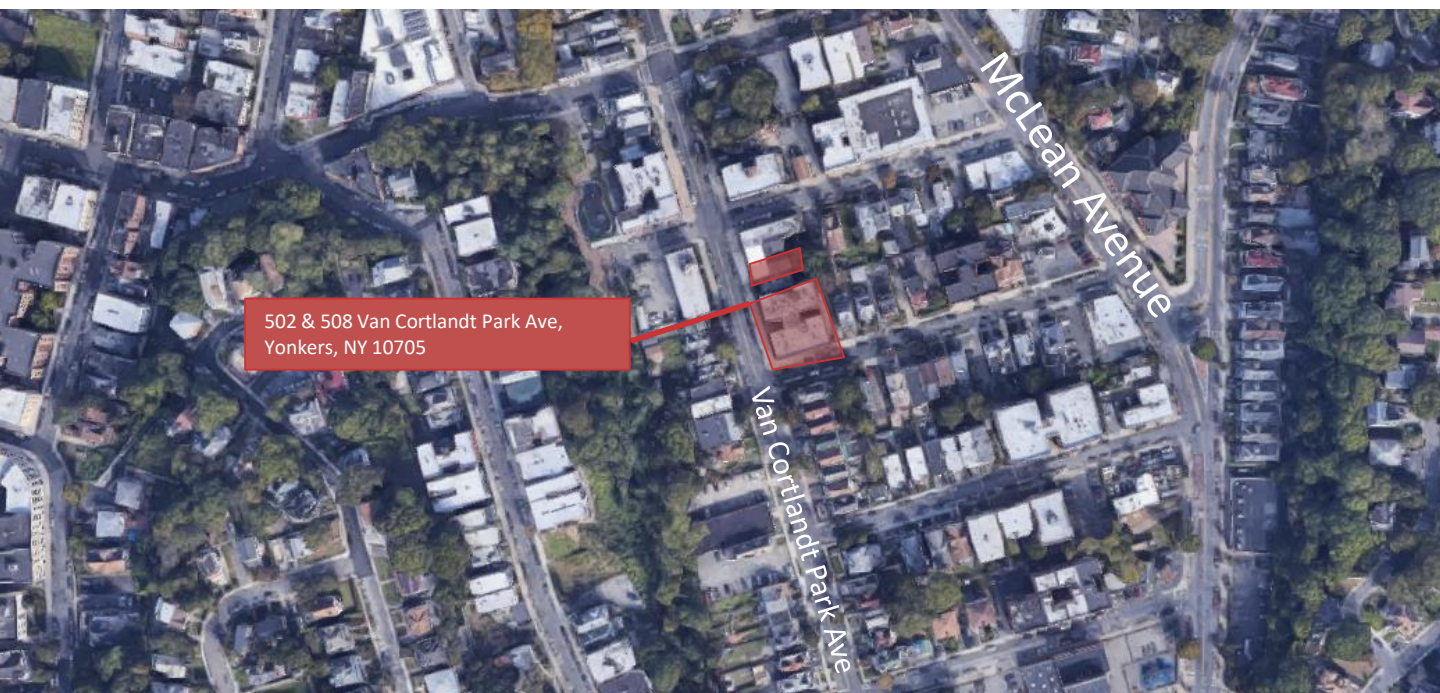 McLean Avenue
502 & 508 Van Cortlandt Park Ave,
Yonkers, NY 10705
Van Cortlandt Park Ave